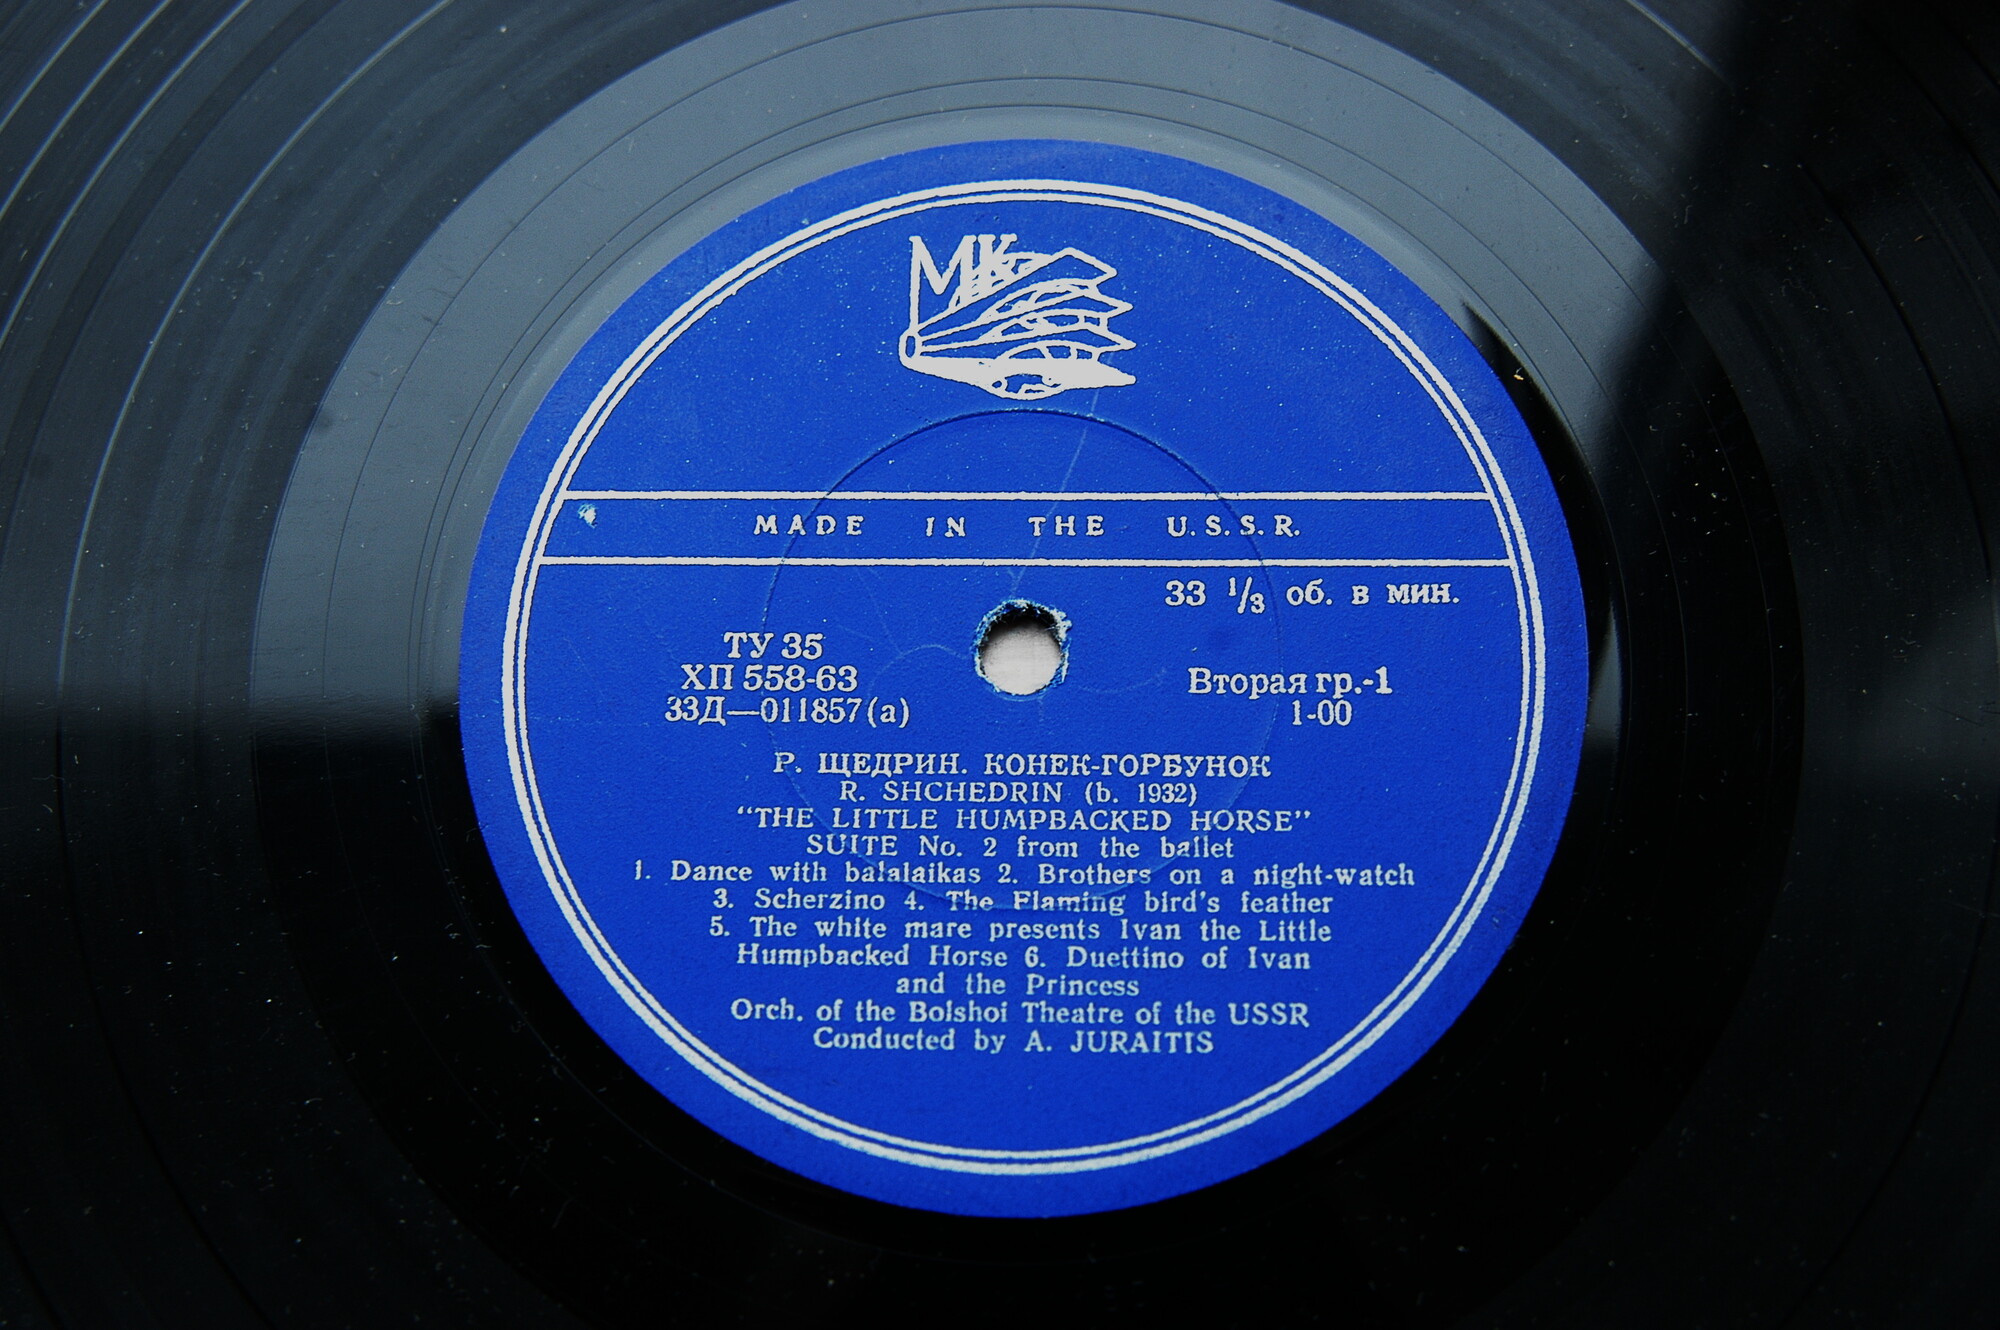 МК
MADE IN THE U.S.S.R.
33 1/3 об. в мин.
ТУ 35
ХП 558-63
33Д—011857(а)
Вторая гр.-1
1-00
Р. ЩЕДРИН. КОНЕК-ГОРБУНОК
R. SHCHEDRIN (b. 1932)
“THE LITTLE HUMPBACKED HORSE”
SUITE No. 2 from the ballet
1. Dance with balalaikas 2. Brothers on a night-watch
3. Scherzino 4. The Flaming bird's feather
5. The white mare presents Ivan the Little
Humpbacked Horse 6. Duettino of Ivan
and the Princess
Orch. of the Bolshoi Theatre of the USSR
Conducted by A. JURAITIS